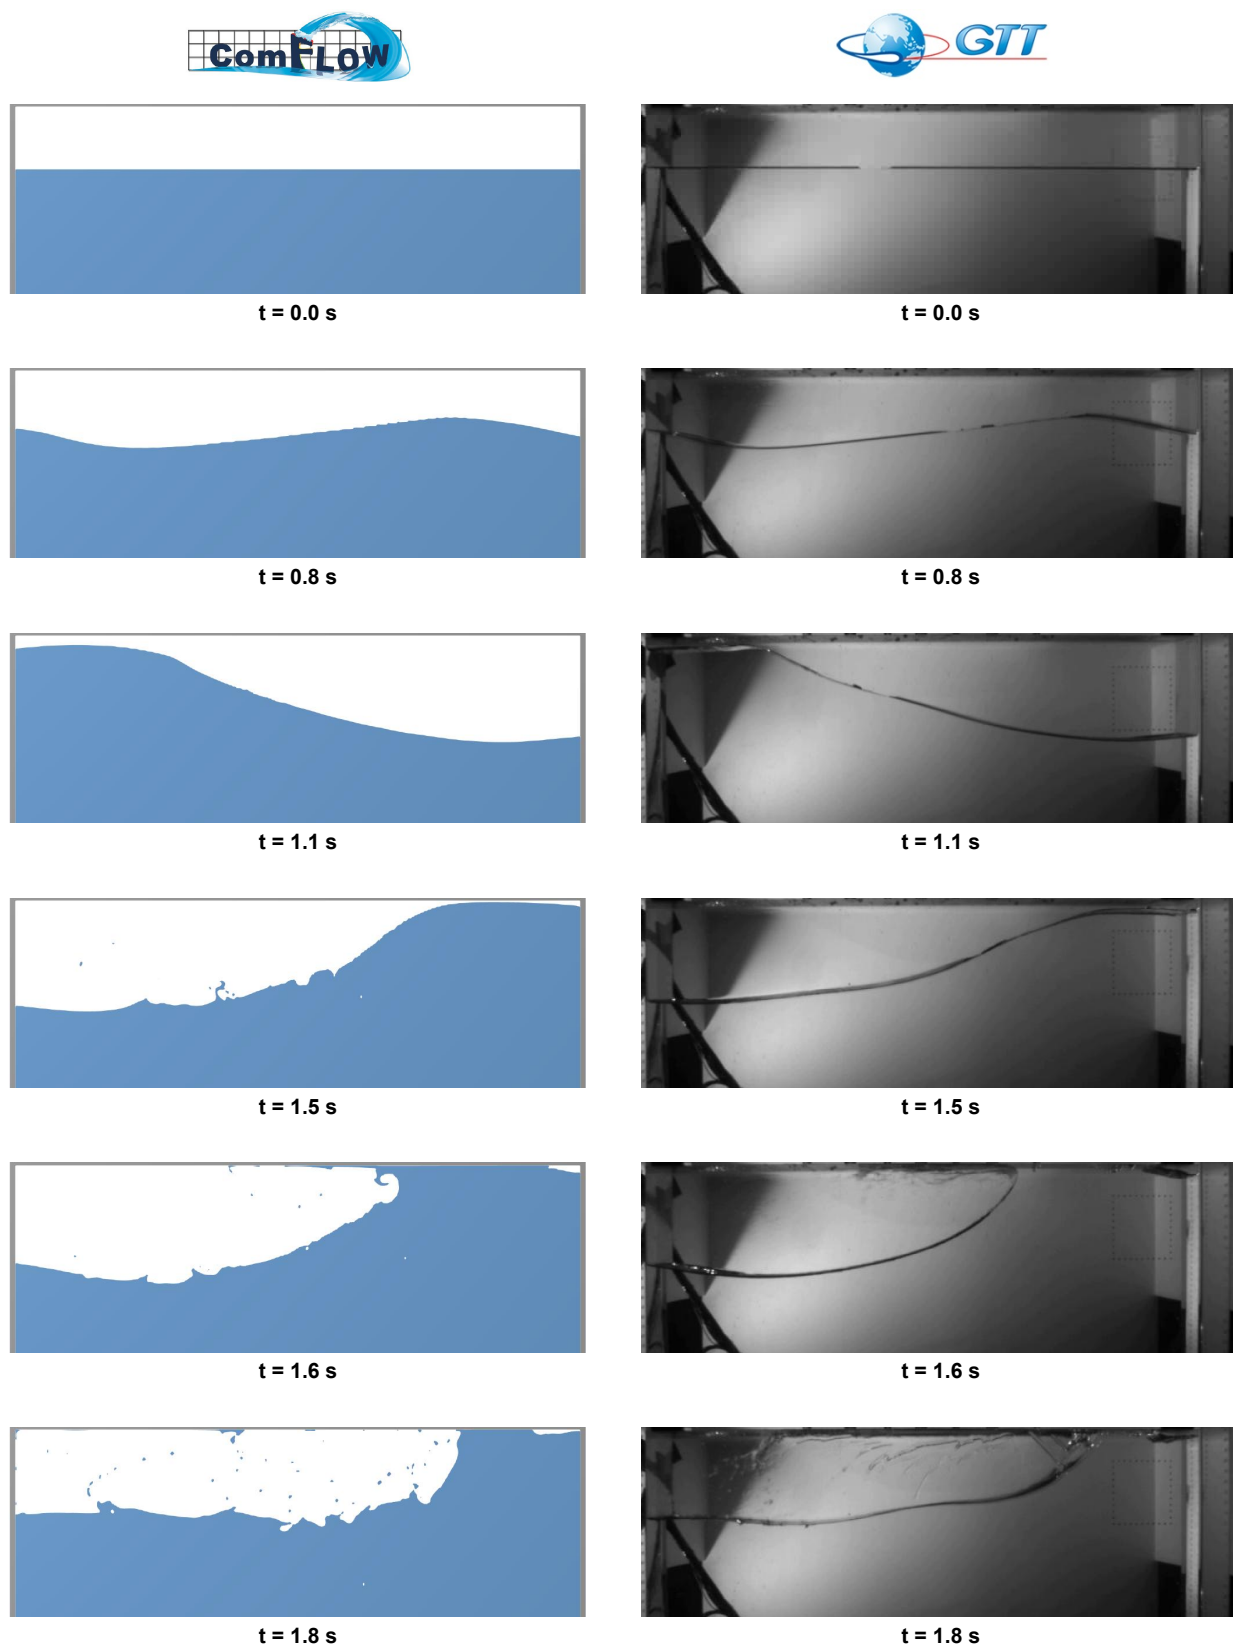 ComFLOW GTT
t = 0.0 s t = 0.0 s
t = 0.8 s t = 0.8 s
t = 1.1 s t = 1.1 s
t = 1.5 s t = 1.5 s
t = 1.6 s t = 1.6 s
t = 1.8 s t = 1.8 s